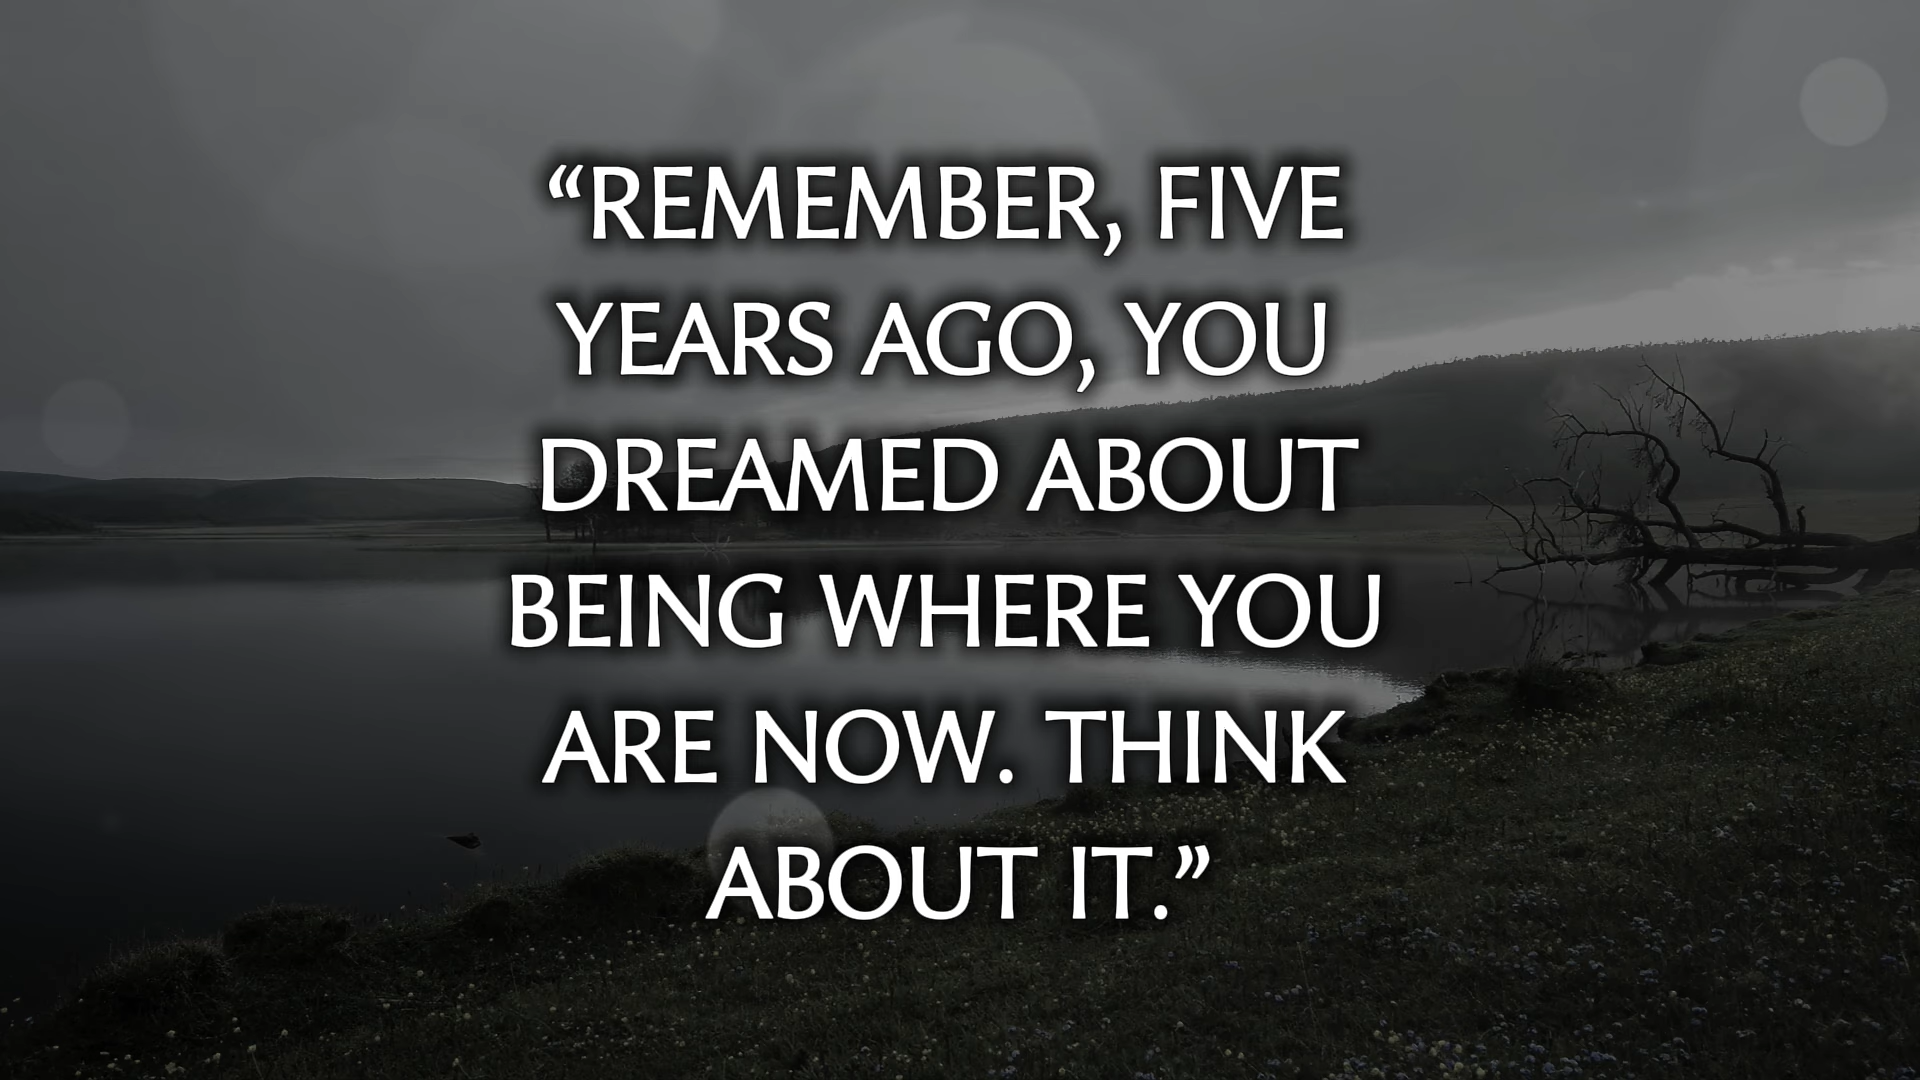 “REMEMBER, FIVE
YEARS AGO, YOU
DREAMED ABOUT
BEING WHERE YOU
ARE NOW. THINK
ABOUT IT.”